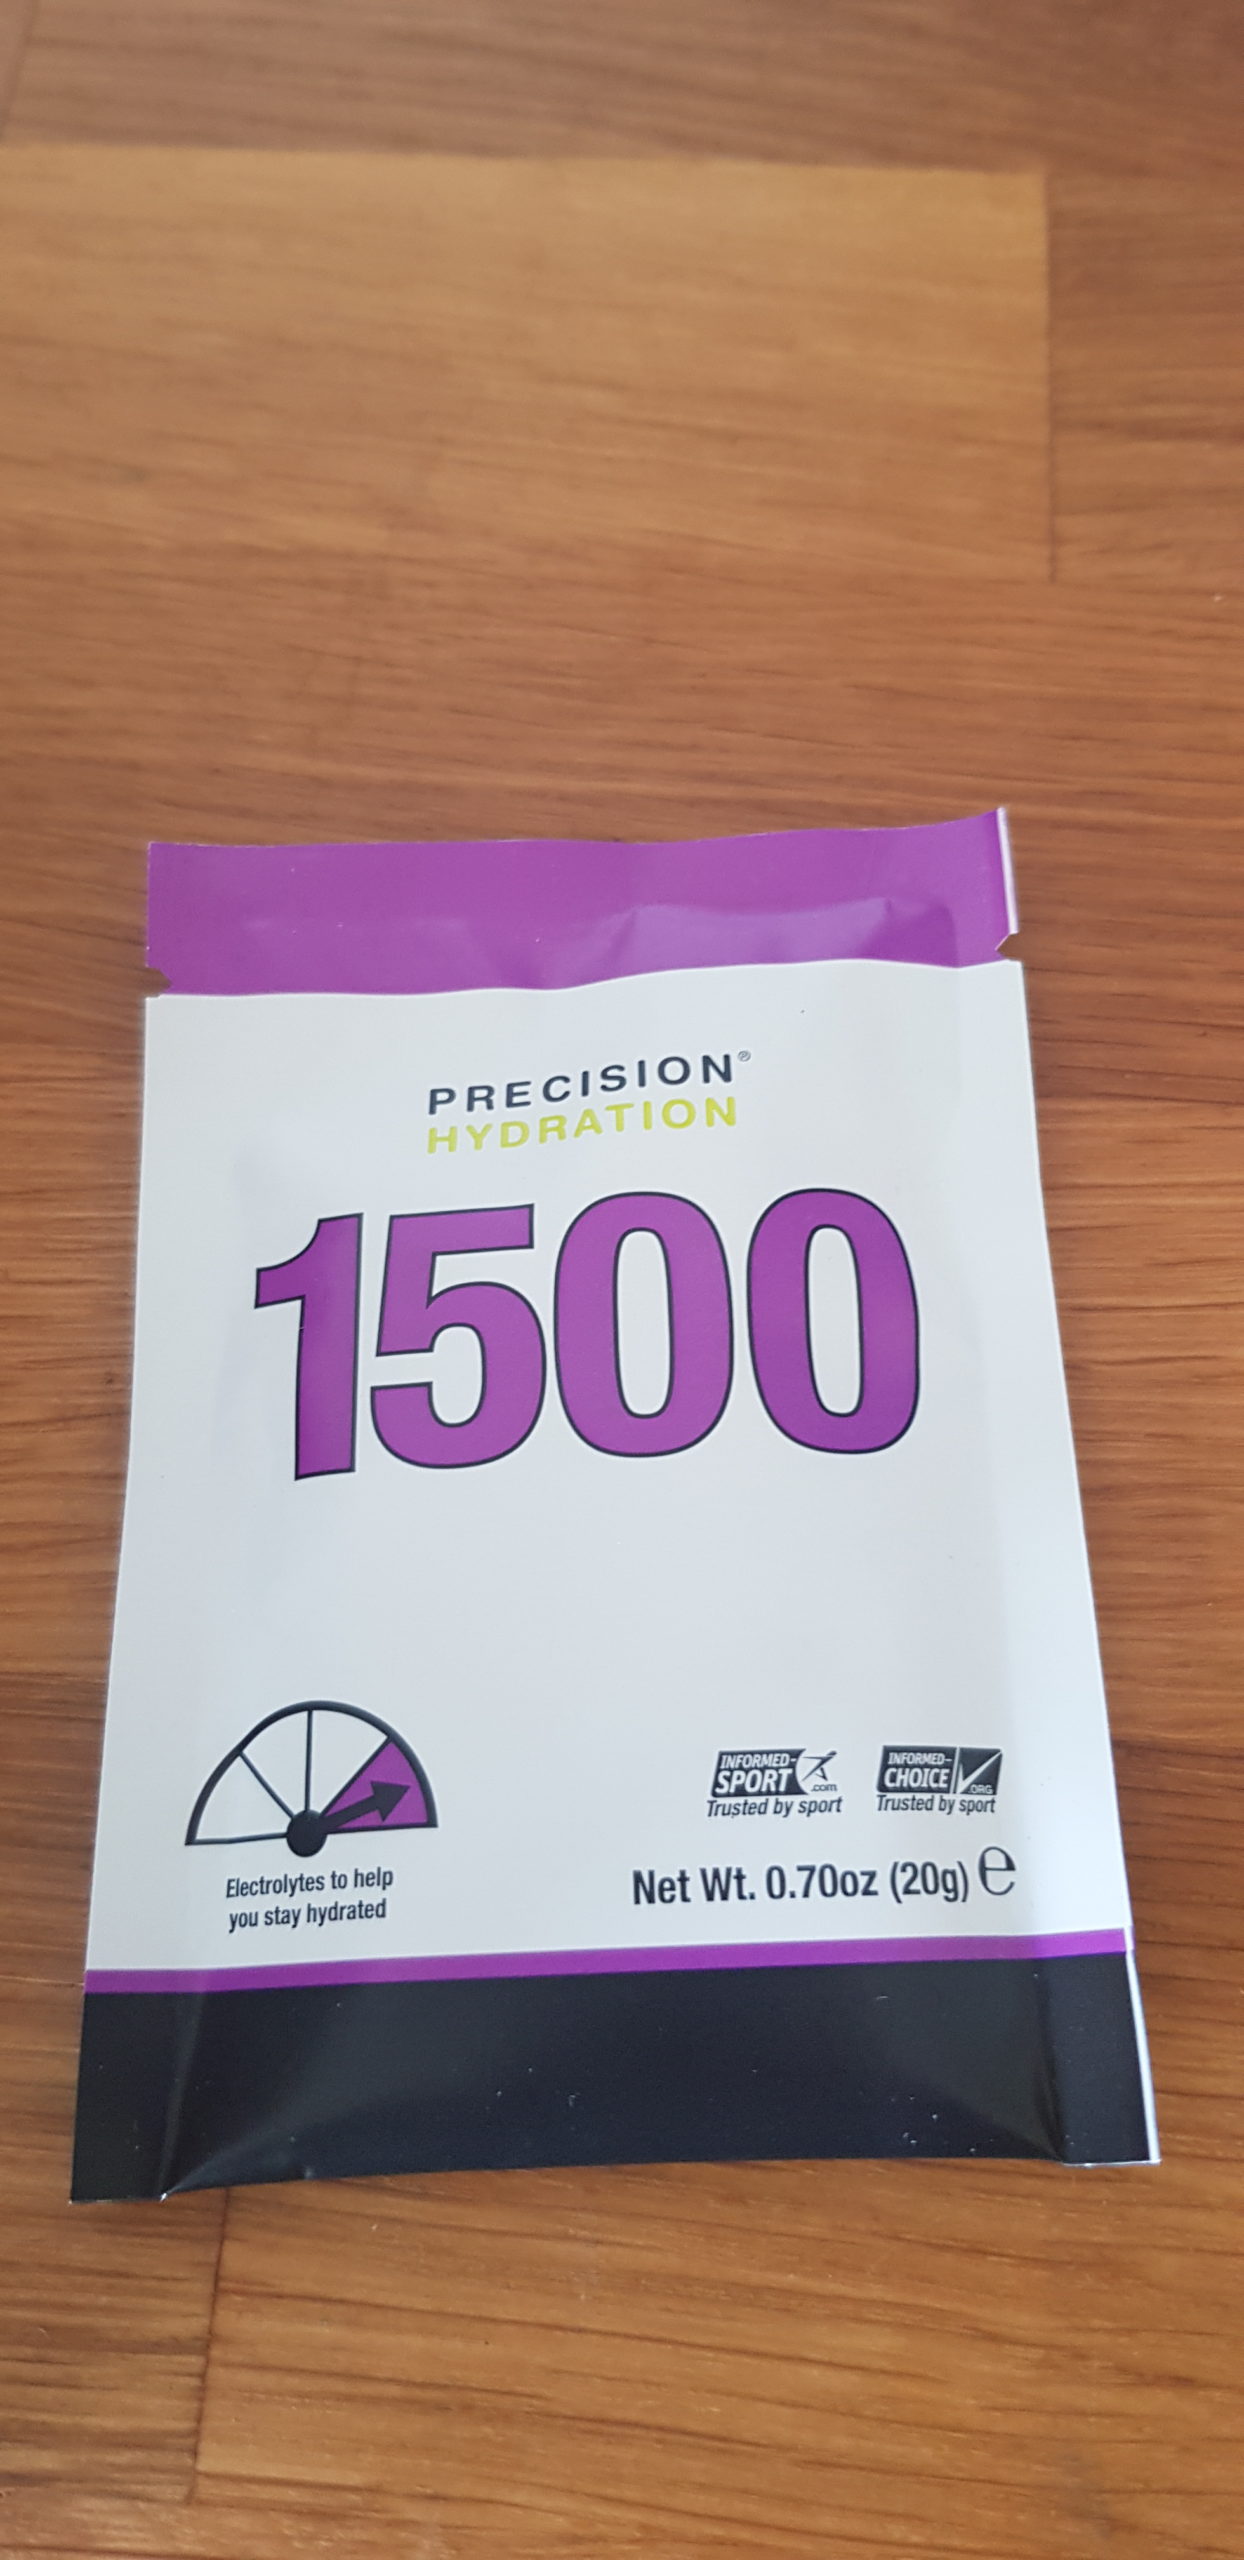 PRECISION®
HYDRATION
1500
INFORMED-
SPORT
.com
Trusted by sport
INFORMED-
CHOICE
.ORG
Trusted by sport
Electrolytes to help
you stay hydrated
Net Wt. 0.70oz (20g) ℮